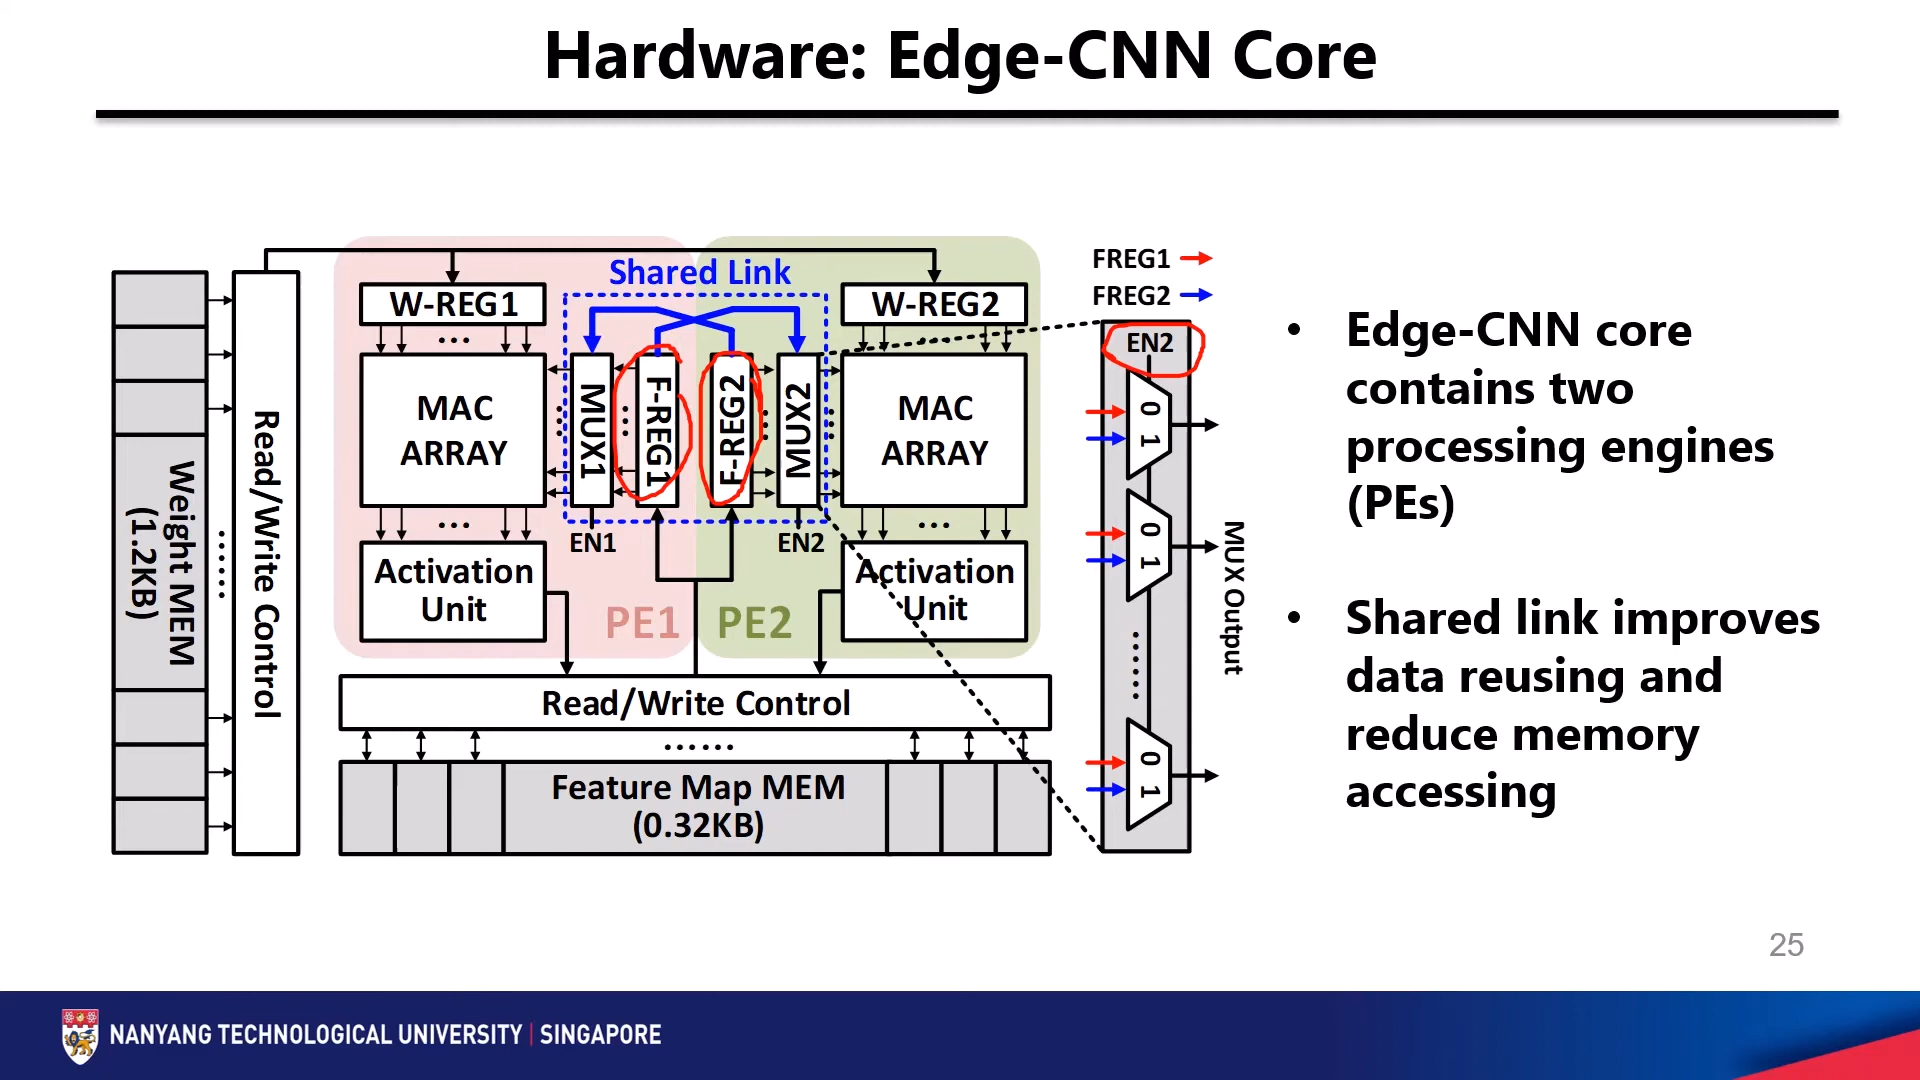 Hardware: Edge-CNN Core
Weight MEM
(1.2KB)
Read/Write Control
Shared Link
W-REG1
W-REG2
MAC
ARRAY
MUX1
F-REG1
F-REG2
MUX2
MAC
ARRAY
EN1
EN2
Activation
Unit
PE1
PE2
Activation
Unit
Read/Write Control
Feature Map MEM
(0.32KB)
FREG1
FREG2
EN2
0 1
0 1
0 1
MUX Output
• Edge-CNN core
contains two
processing engines
(PEs)
• Shared link improves
data reusing and
reduce memory
accessing
25
NANYANG TECHNOLOGICAL UNIVERSITY | SINGAPORE